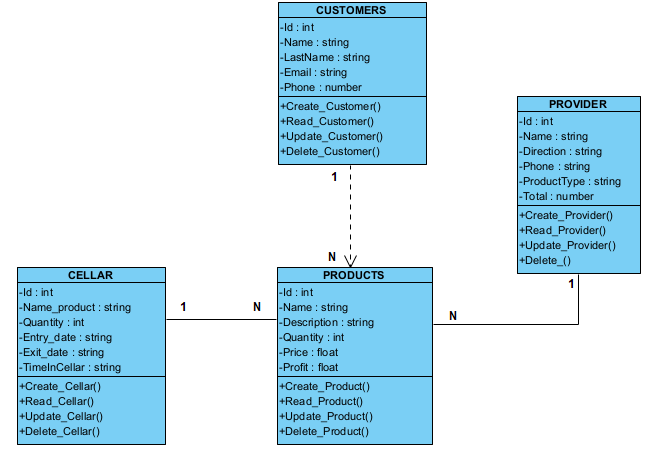 CUSTOMERS
-Id : int
-Name : string
-LastName : string
-Email : string
-Phone : number
+Create_Customer()
+Read_Customer()
+Update_Customer()
+Delete_Customer()
1
N
PROVIDER
-Id : int
-Name : string
-Direction : string
-Phone : string
-ProductType : string
-Total : number
+Create_Provider()
+Read_Provider()
+Update_Provider()
+Delete_()
1
N
CELLAR
-Id : int
-Name_product : string
-Quantity : int
-Entry_date : string
-Exit_date : string
-TimeInCellar : string
+Create_Cellar()
+Read_Cellar()
+Update_Cellar()
+Delete_Cellar()
1
N
PRODUCTS
-Id : int
-Name : string
-Description : string
-Quantity : int
-Price : float
-Profit : float
+Create_Product()
+Read_Product()
+Update_Product()
+Delete_Product()